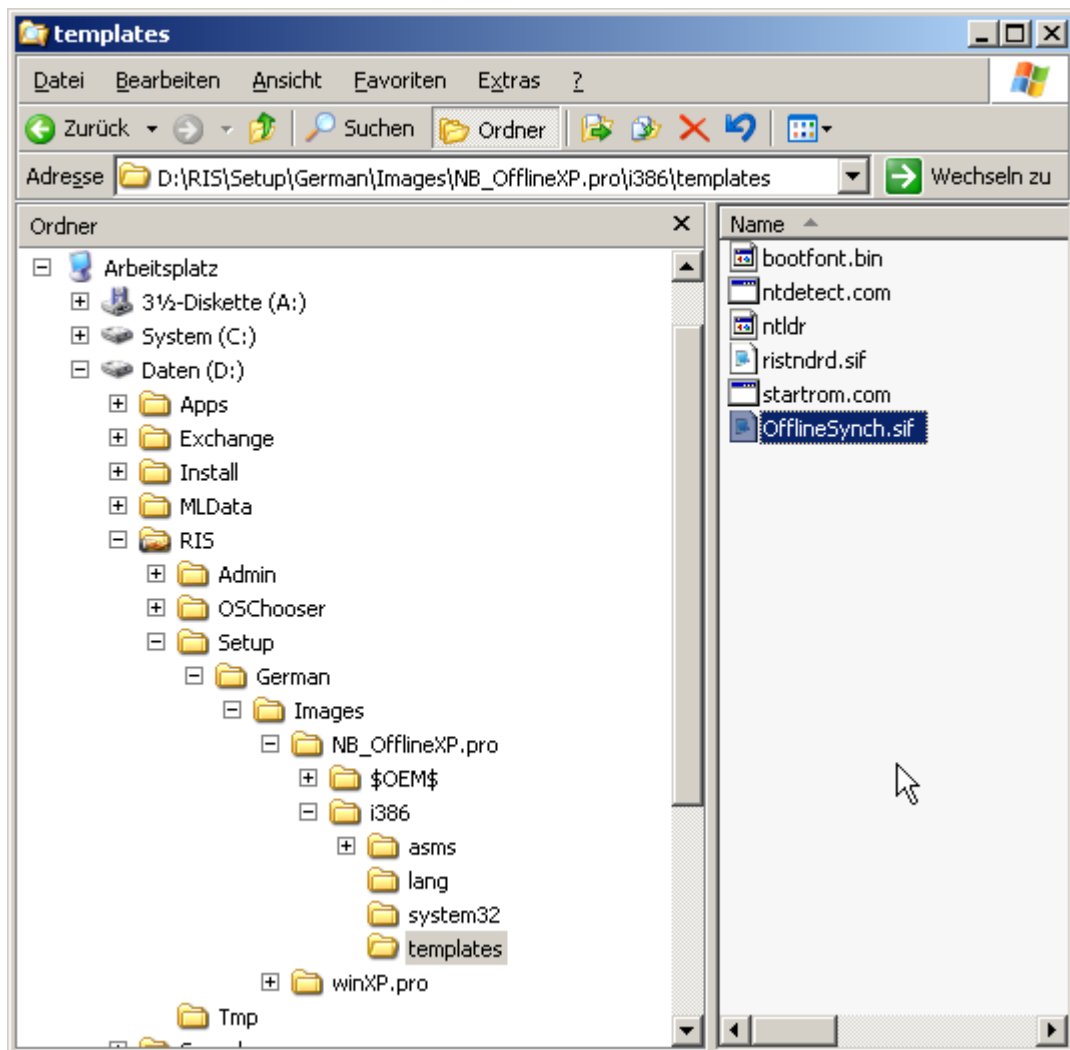 templates
Datei Bearbeiten Ansicht Favoriten Extras ?
Zurück Suchen Ordner
Adresse D:\RIS\Setup\German\Images\NB_OfflineXP.pro\i386\templates Wechseln zu
Ordner
Arbeitsplatz
3½-Diskette (A:)
System (C:)
Daten (D:)
Apps
Exchange
Install
MLData
RIS
Admin
OSChooser
Setup
German
Images
NB_OfflineXP.pro
$OEM$
i386
asms
lang
system32
templates
winXP.pro
Tmp
Name
bootfont.bin
ntdetect.com
ntldr
ristndrd.sif
startrom.com
OfflineSynch.sif